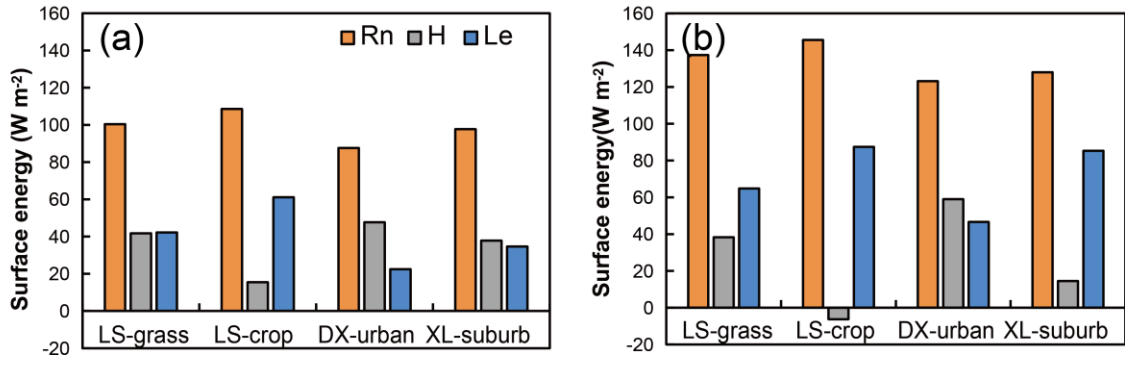 (a)
Rn H Le
Surface energy (W m⁻²)
160
140
120
100
80
60
40
20
0
-20
LS-grass LS-crop DX-urban XL-suburb
(b)
Surface energy(W m⁻²)
160
140
120
100
80
60
40
20
0
-20
LS-grass LS-crop DX-urban XL-suburb